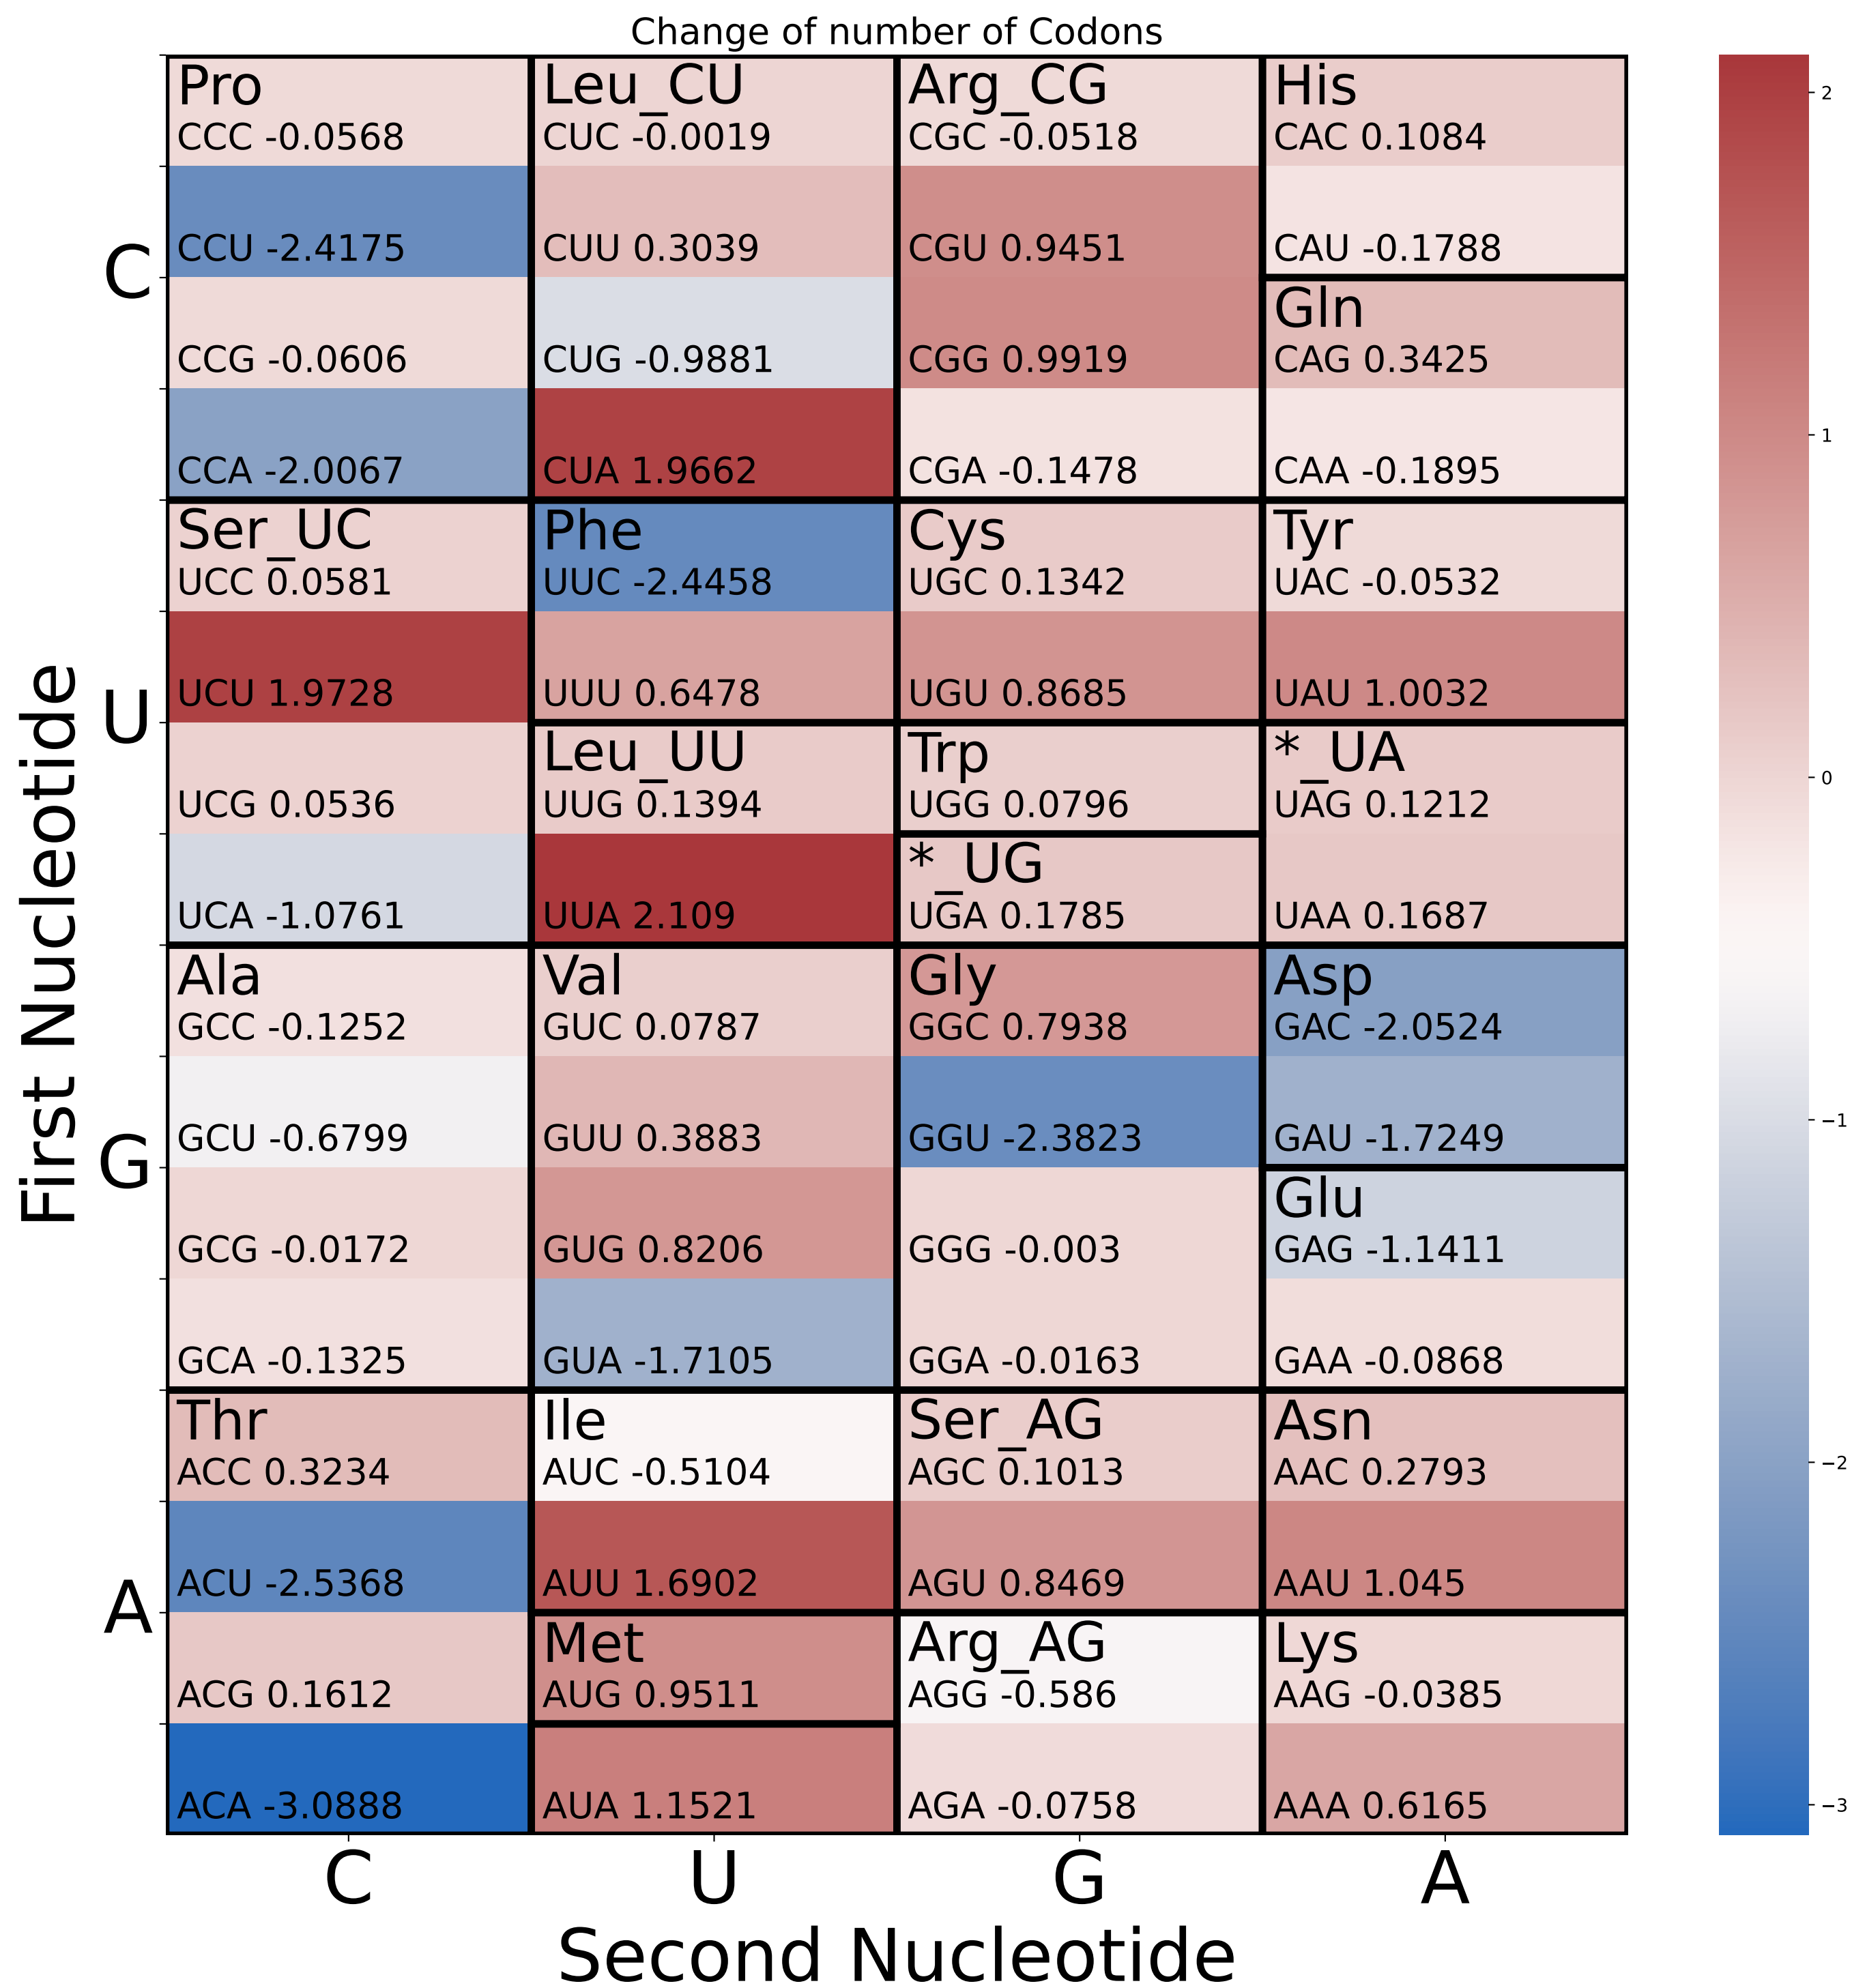 Change of number of Codons
Pro
CCC -0.0568
CCU -2.4175
CCG -0.0606
CCA -2.0067
Leu_CU
CUC -0.0019
CUU 0.3039
CUG -0.9881
CUA 1.9662
Arg_CG
CGC -0.0518
CGU 0.9451
CGG 0.9919
CGA -0.1478
His
CAC 0.1084
CAU -0.1788
Gln
CAG 0.3425
CAA -0.1895
Ser_UC
UCC 0.0581
UCU 1.9728
UCG 0.0536
UCA -1.0761
Phe
UUC -2.4458
UUU 0.6478
Leu_UU
UUG 0.1394
UUA 2.109
Cys
UGC 0.1342
UGU 0.8685
Trp
UGG 0.0796
*_UG
UGA 0.1785
Tyr
UAC -0.0532
UAU 1.0032
*_UA
UAG 0.1212
UAA 0.1687
Ala
GCC -0.1252
GCU -0.6799
GCG -0.0172
GCA -0.1325
Val
GUC 0.0787
GUU 0.3883
GUG 0.8206
GUA -1.7105
Gly
GGC 0.7938
GGU -2.3823
GGG -0.003
GGA -0.0163
Asp
GAC -2.0524
GAU -1.7249
Glu
GAG -1.1411
GAA -0.0868
Thr
ACC 0.3234
ACU -2.5368
ACG 0.1612
ACA -3.0888
Ile
AUC -0.5104
AUU 1.6902
Met
AUG 0.9511
AUA 1.1521
Ser_AG
AGC 0.1013
AGU 0.8469
Arg_AG
AGG -0.586
AGA -0.0758
Asn
AAC 0.2793
AAU 1.045
Lys
AAG -0.0385
AAA 0.6165
First Nucleotide
C
U
G
A
C U G A
Second Nucleotide
2
1
0
−1
−2
−3